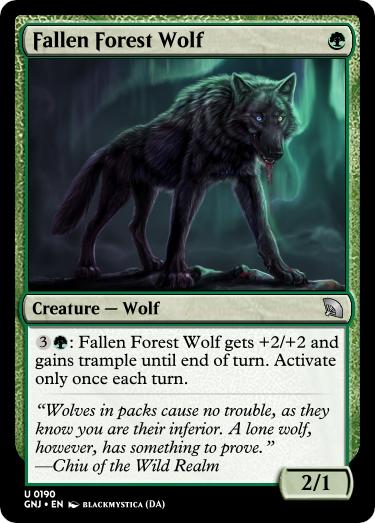 Fallen Forest Wolf
Creature — Wolf
3 : Fallen Forest Wolf gets +2/+2 and
gains trample until end of turn. Activate
only once each turn.
“Wolves in packs cause no trouble, as they
know you are their inferior. A lone wolf,
however, has something to prove.”
—Chiu of the Wild Realm
2/1
U 0190
GNJ • EN BLACKMYSTICA (DA)